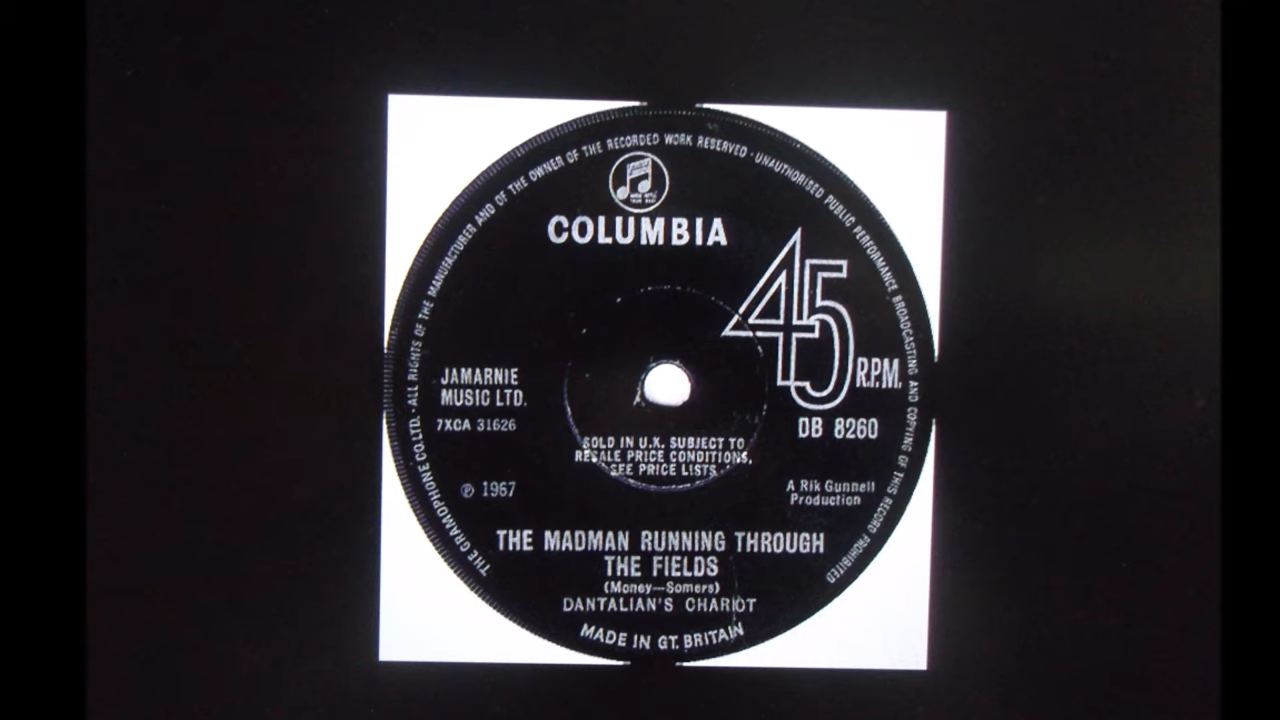 THE GRAMOPHONE CO. LTD. · ALL RIGHTS OF THE MANUFACTURER AND OF THE OWNER OF THE RECORDED WORK RESERVED · UNAUTHORISED PUBLIC PERFORMANCE BROADCASTING AND COPYING OF THIS RECORD PROHIBITED
COLUMBIA
45
R.P.M.
JAMARNIE
MUSIC LTD.
7XCA 31626
DB 8260
SOLD IN U.K. SUBJECT TO
RESALE PRICE CONDITIONS,
SEE PRICE LISTS
℗ 1967
A Rik Gunnell
Production
THE MADMAN RUNNING THROUGH
THE FIELDS
(Money—Somers)
DANTALIAN'S CHARIOT
MADE IN GT. BRITAIN